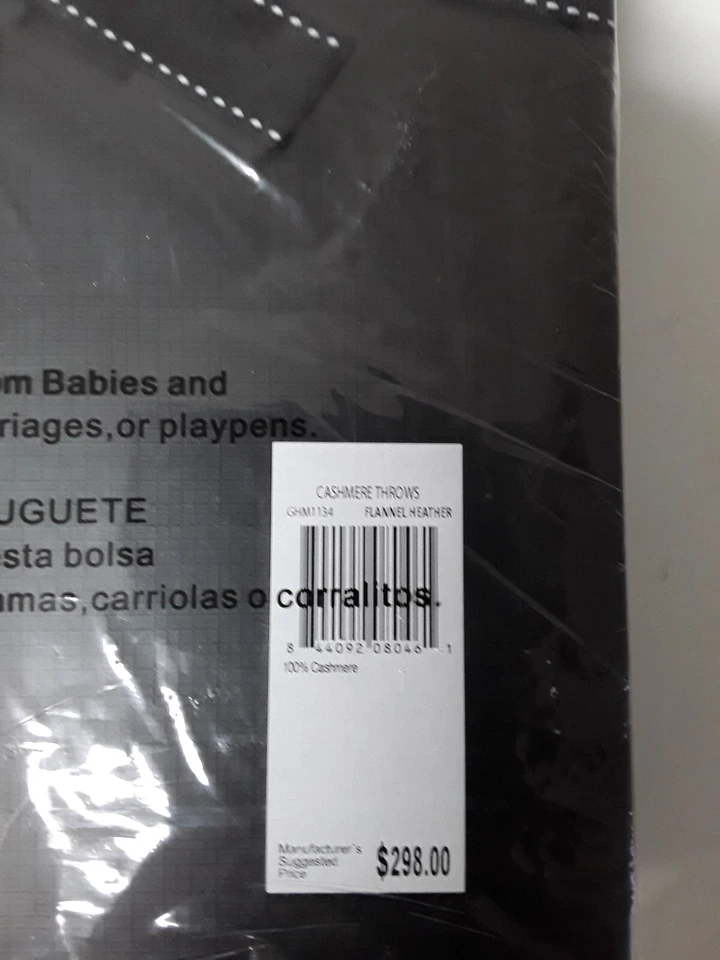 om Babies and
riages, or playpens.
UGUETE
esta bolsa
amas, carriolas o corralitos.
CASHMERE THROWS
GHM1134 FLANNEL HEATHER
8 44092 08046 1
100% Cashmere
Manufacturer's
Suggested
Price
$298.00